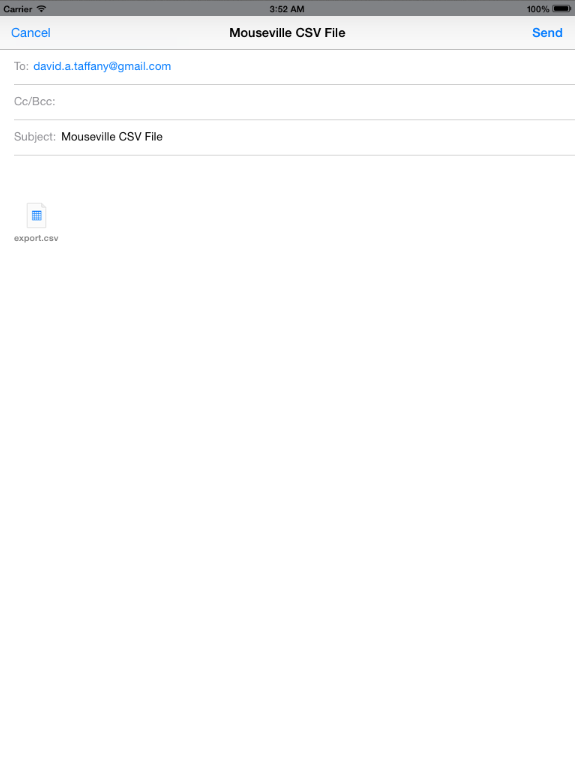 Carrier 3:52 AM 100%
Cancel Mouseville CSV File Send
To: david.a.taffany@gmail.com
Cc/Bcc:
Subject: Mouseville CSV File
export.csv